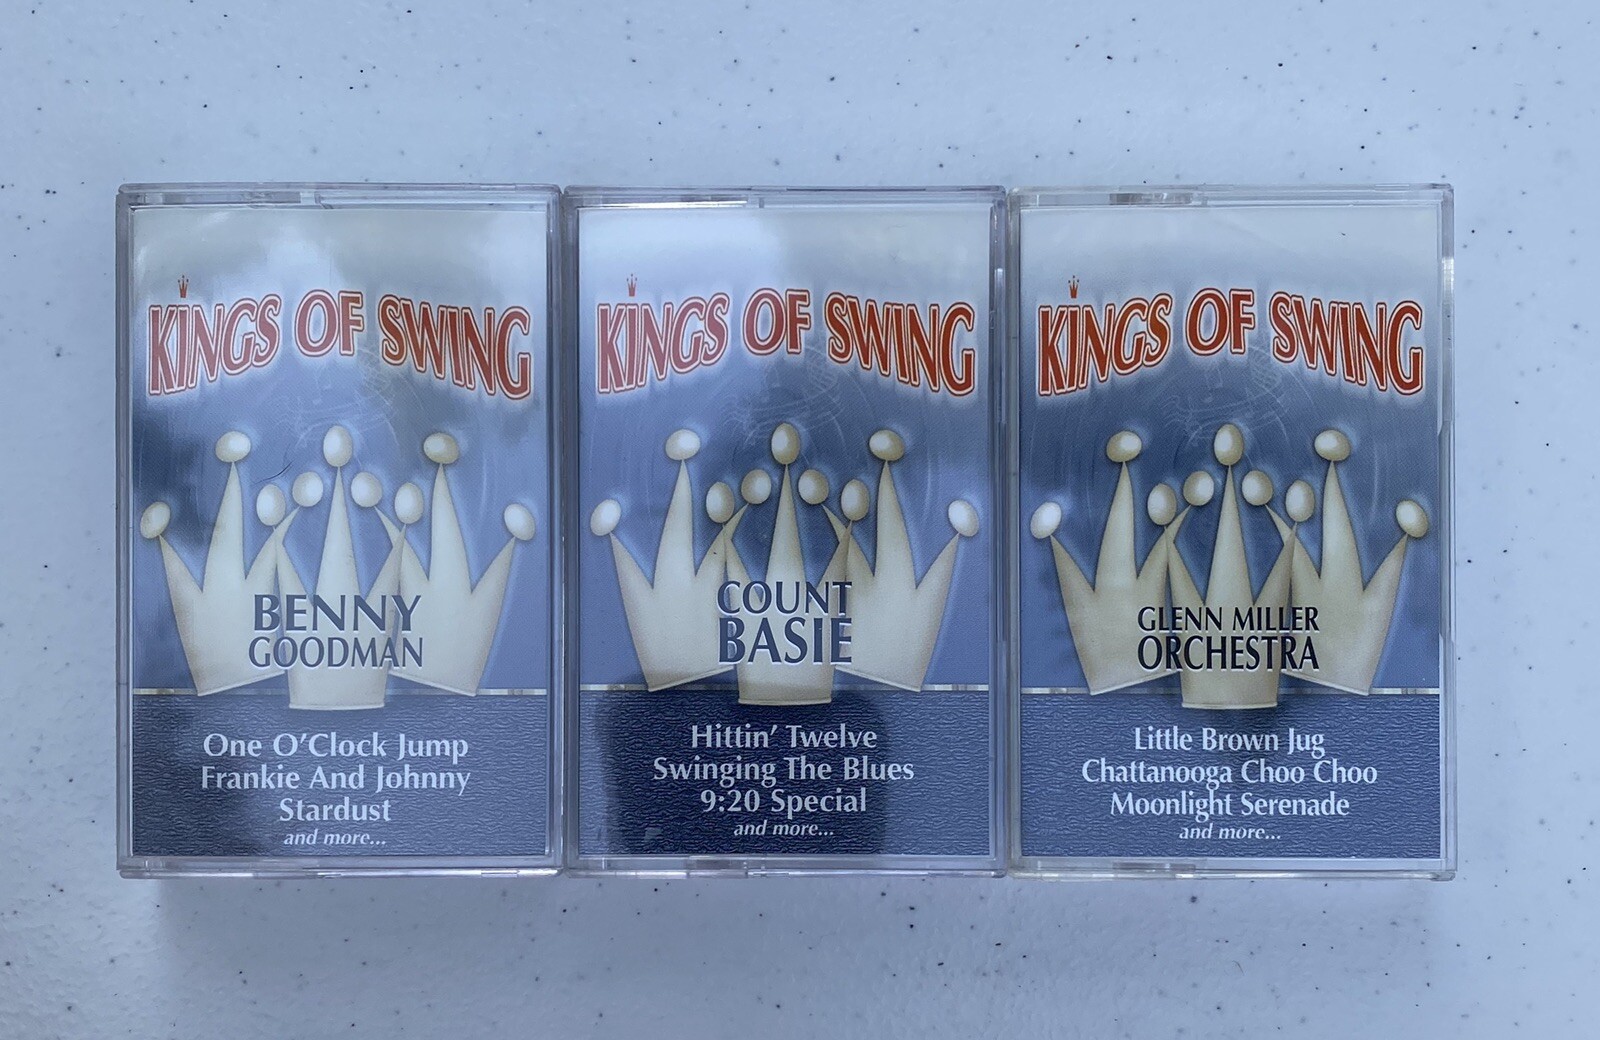 KINGS OF SWING
BENNY
GOODMAN
One O'Clock Jump
Frankie And Johnny
Stardust
and more...
KINGS OF SWING
COUNT
BASIE
Hittin' Twelve
Swinging The Blues
9:20 Special
and more...
KINGS OF SWING
GLENN MILLER
ORCHESTRA
Little Brown Jug
Chattanooga Choo Choo
Moonlight Serenade
and more...